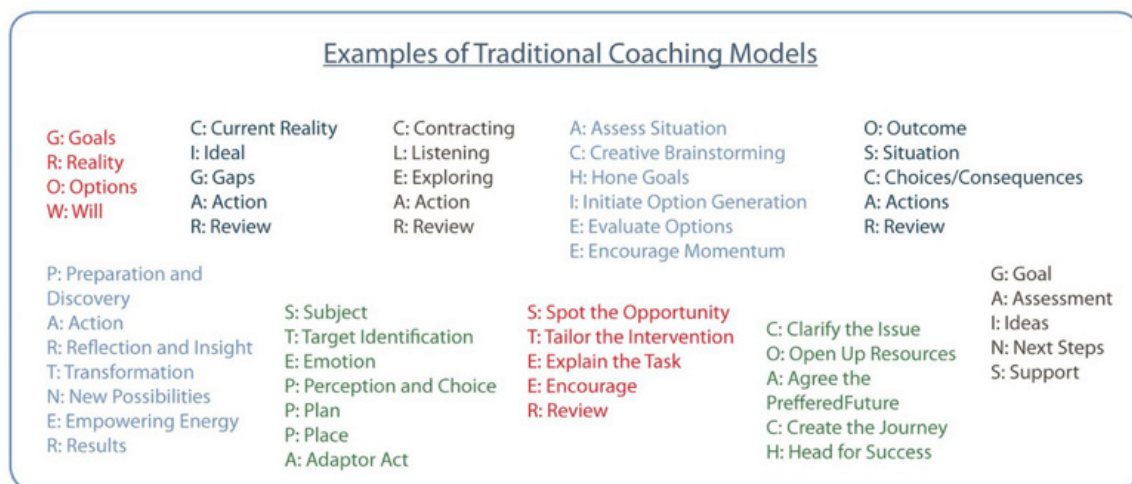 Examples of Traditional Coaching Models
G: Goals
R: Reality
O: Options
W: Will
C: Current Reality
I: Ideal
G: Gaps
A: Action
R: Review
C: Contracting
L: Listening
E: Exploring
A: Action
R: Review
A: Assess Situation
C: Creative Brainstorming
H: Hone Goals
I: Initiate Option Generation
E: Evaluate Options
E: Encourage Momentum
O: Outcome
S: Situation
C: Choices/Consequences
A: Actions
R: Review
P: Preparation and
Discovery
A: Action
R: Reflection and Insight
T: Transformation
N: New Possibilities
E: Empowering Energy
R: Results
S: Subject
T: Target Identification
E: Emotion
P: Perception and Choice
P: Plan
P: Place
A: Adaptor Act
S: Spot the Opportunity
T: Tailor the Intervention
E: Explain the Task
E: Encourage
R: Review
C: Clarify the Issue
O: Open Up Resources
A: Agree the
PrefferedFuture
C: Create the Journey
H: Head for Success
G: Goal
A: Assessment
I: Ideas
N: Next Steps
S: Support